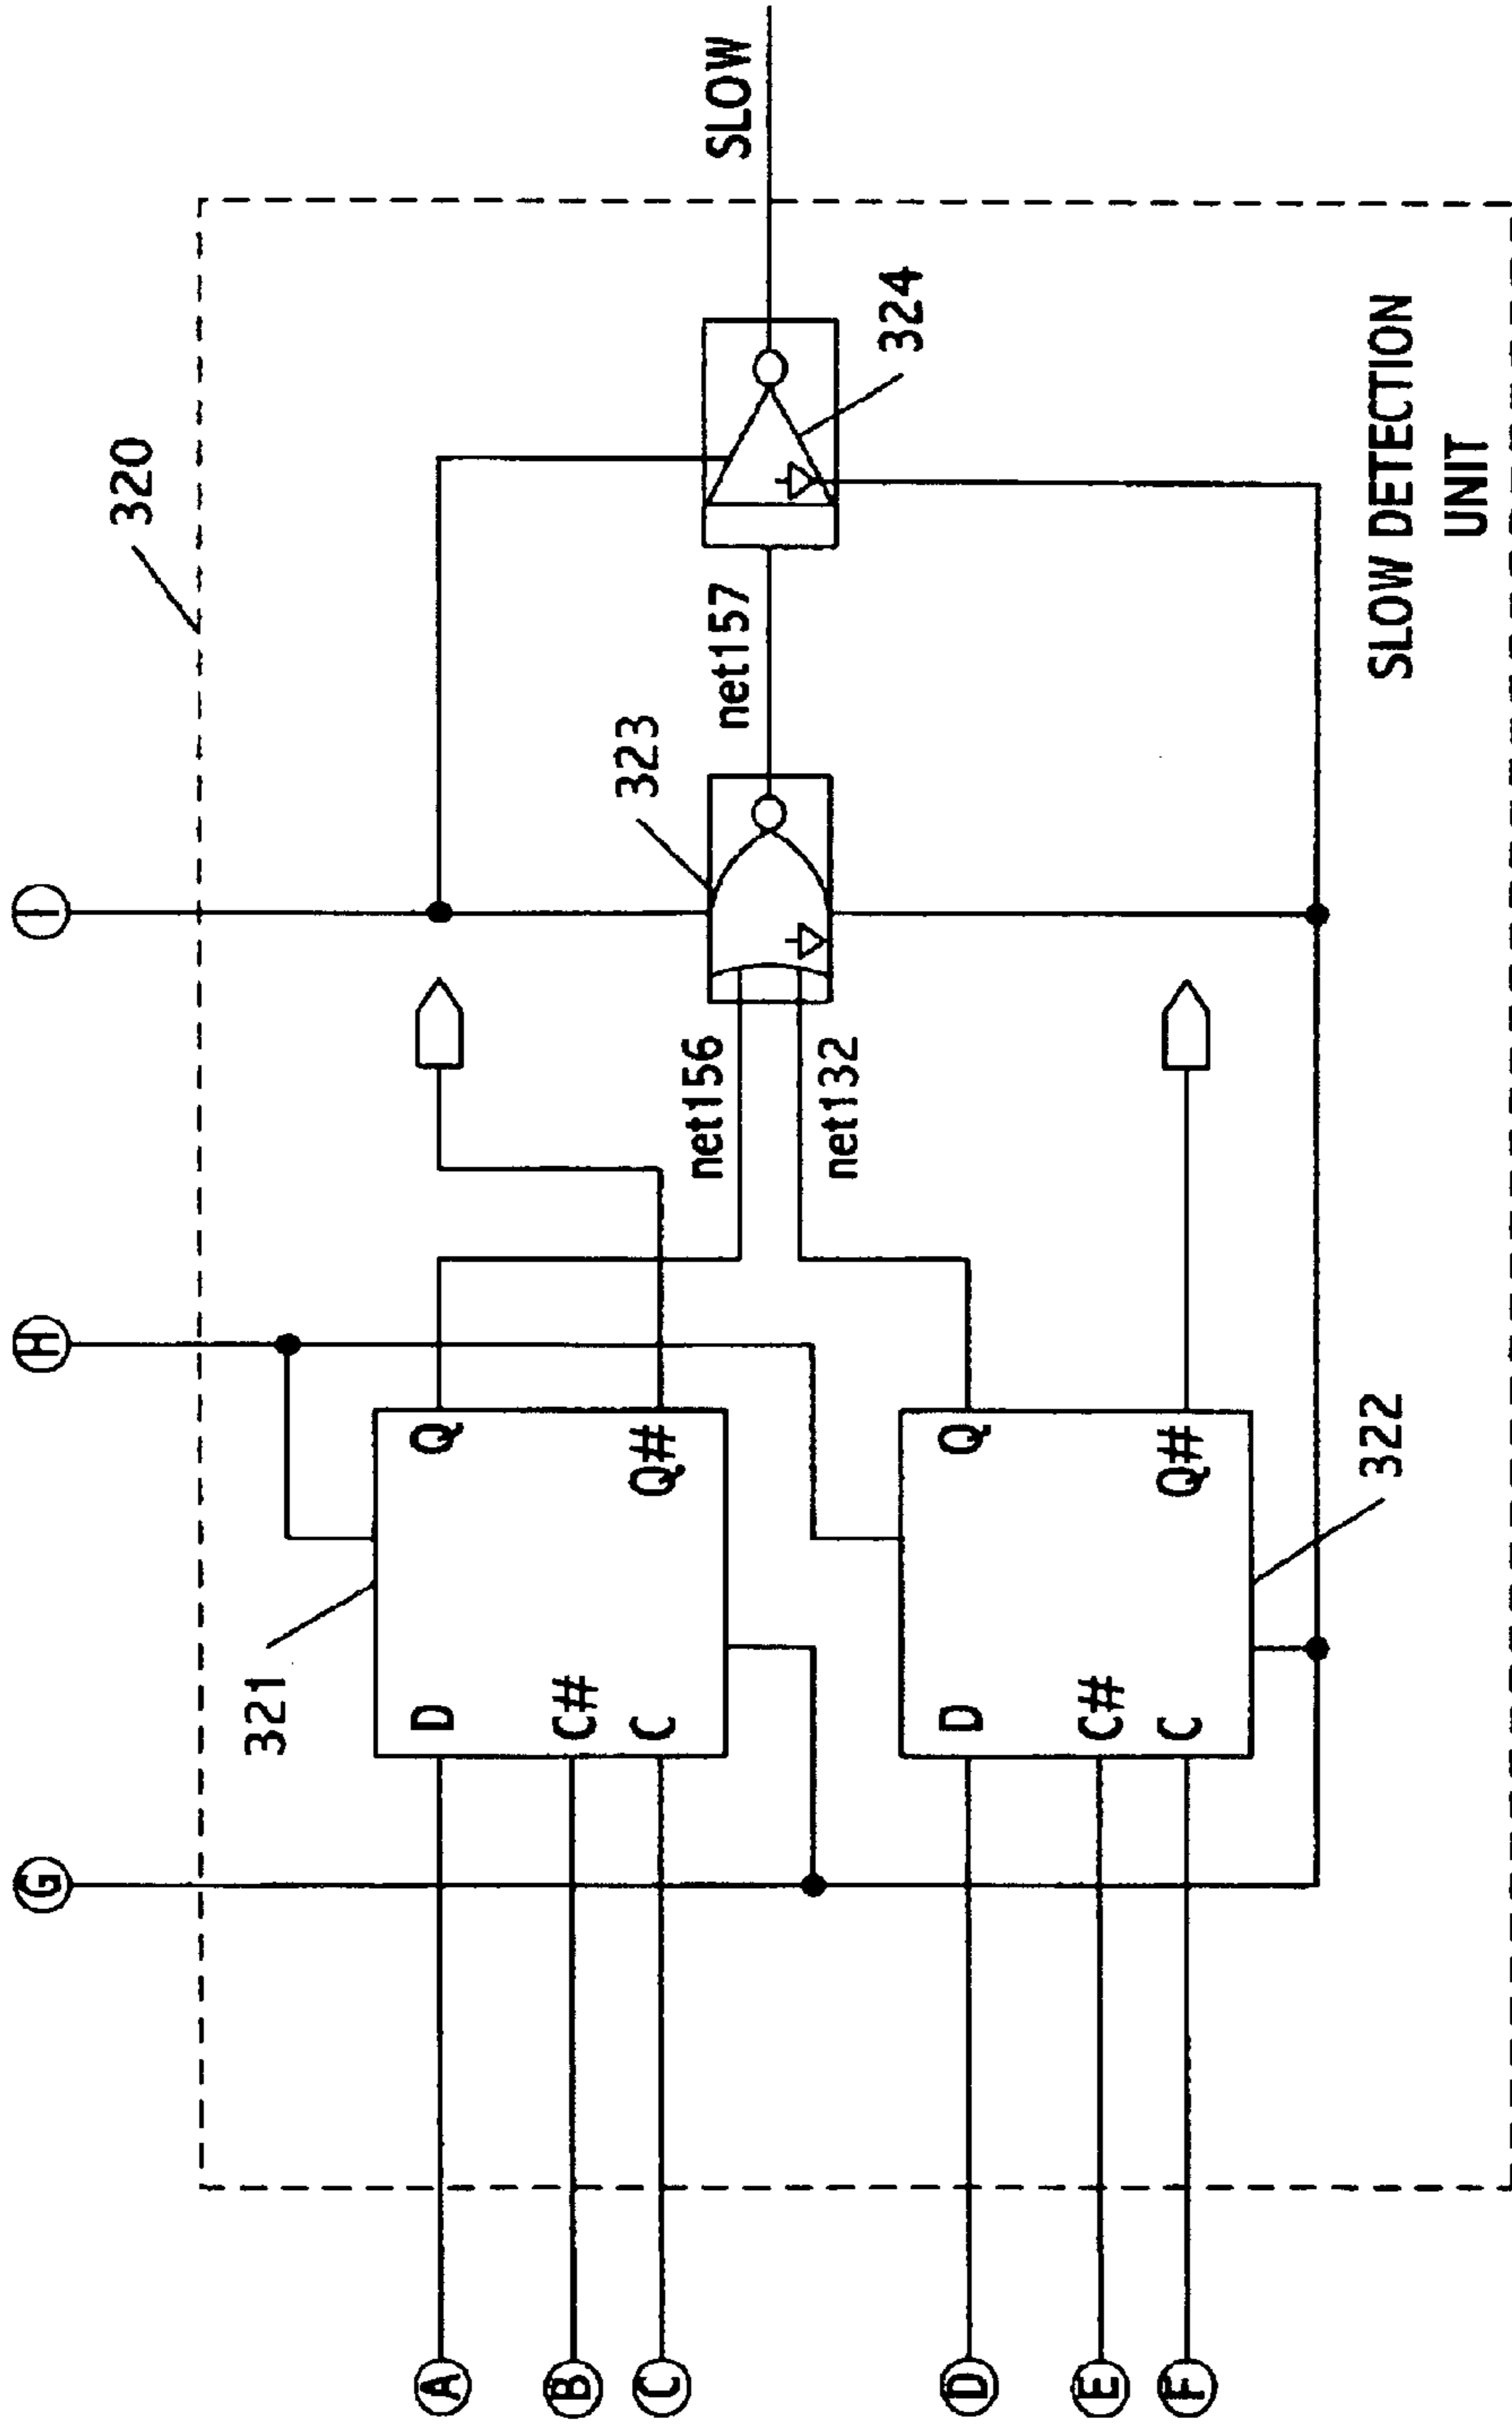 G
H
I
320
321
A
D
Q
B
C#
C
C
Q#
323
net156
net157
SLOW
net132
324
D
D
Q
E
C#
F
C
Q#
322
SLOW DETECTION
UNIT